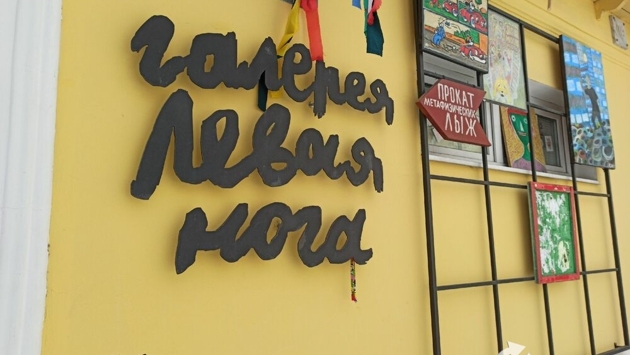 галерея
Левая
нога
ПРОКАТ
МЕТАФИЗИЧЕСКИХ
ЛЫЖ